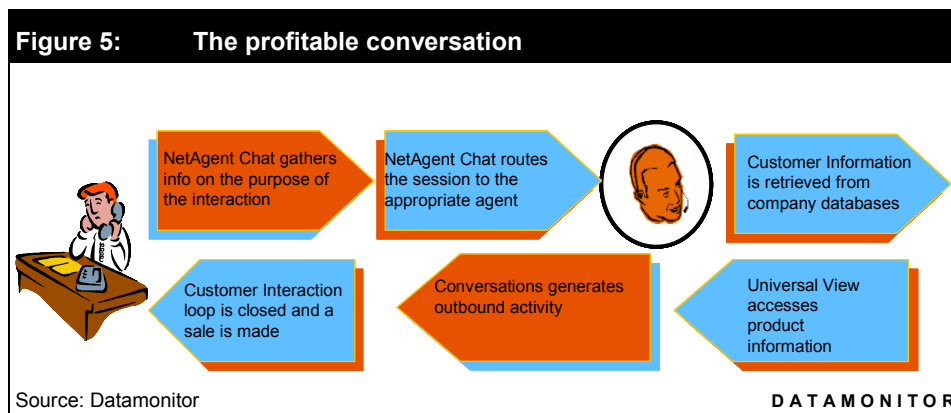 Figure 5: The profitable conversation
NetAgent Chat gathers
info on the purpose of
the interaction
NetAgent Chat routes
the session to the
appropriate agent
Customer Information
is retrieved from
company databases
Universal View
accesses
product
information
Conversations generates
outbound activity
Customer Interaction
loop is closed and a
sale is made
Source: Datamonitor
DATAMONITOR